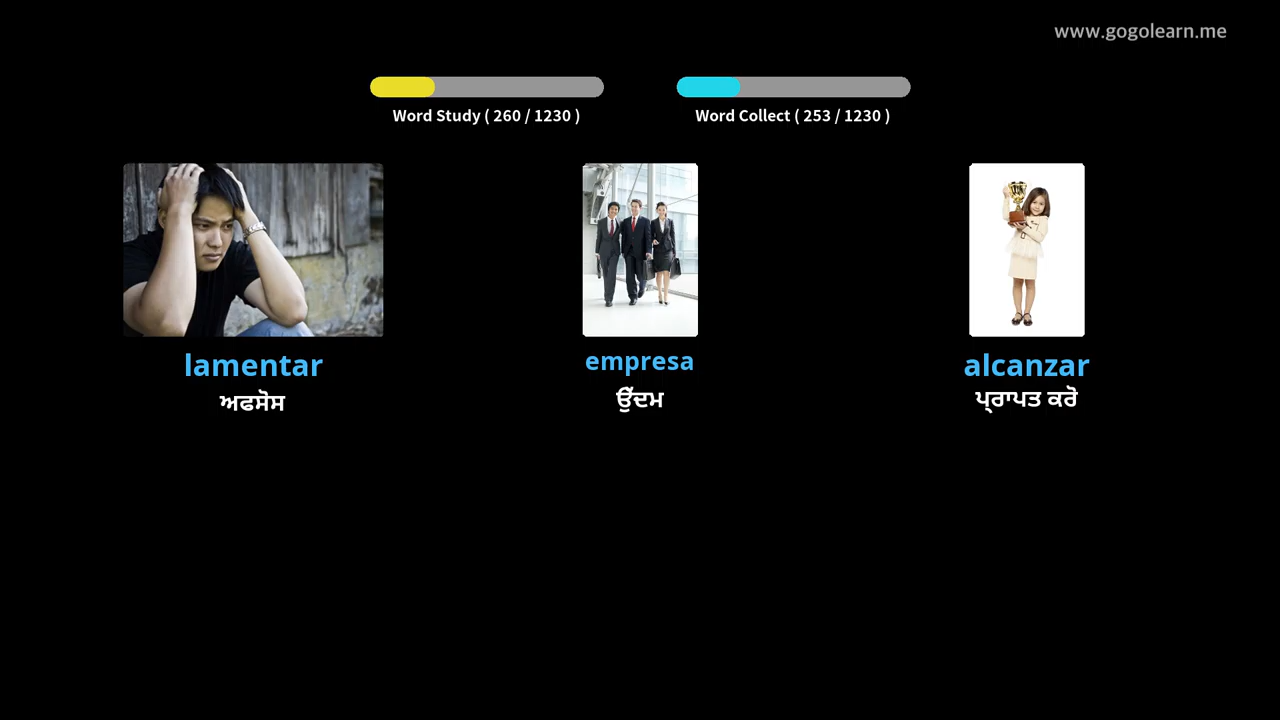 www.gogolearn.me
Word Study ( 260 / 1230 )
Word Collect ( 253 / 1230 )
lamentar
empresa
alcanzar
ਅਫਸੋਸ
ਉੱਦਮ
ਪ੍ਰਾਪਤ ਕਰੋ